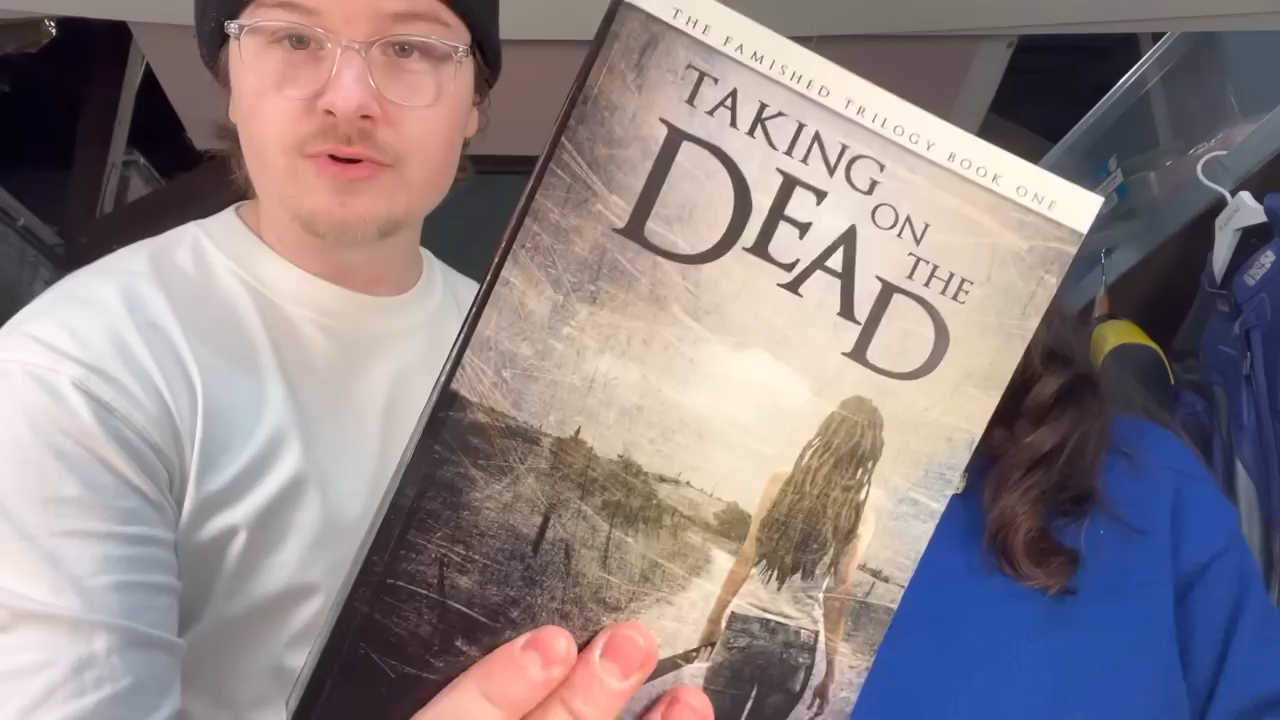 THE FAMISHED TRILOGY BOOK ONE
TAKING
ON
THE
DEAD